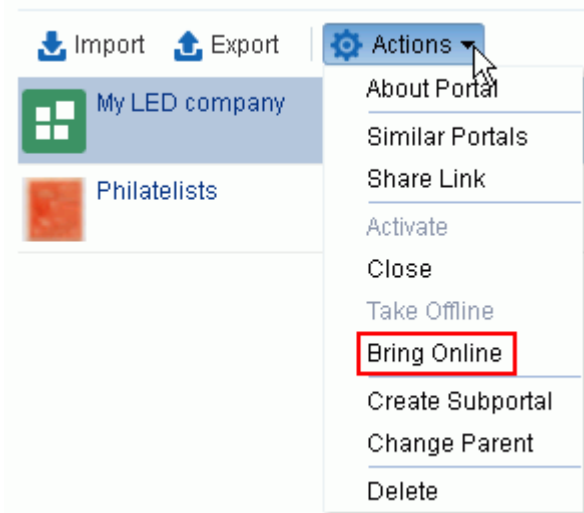 Import Export Actions
My LED company
Philatelists
About Portal
Similar Portals
Share Link
Activate
Close
Take Offline
Bring Online
Create Subportal
Change Parent
Delete